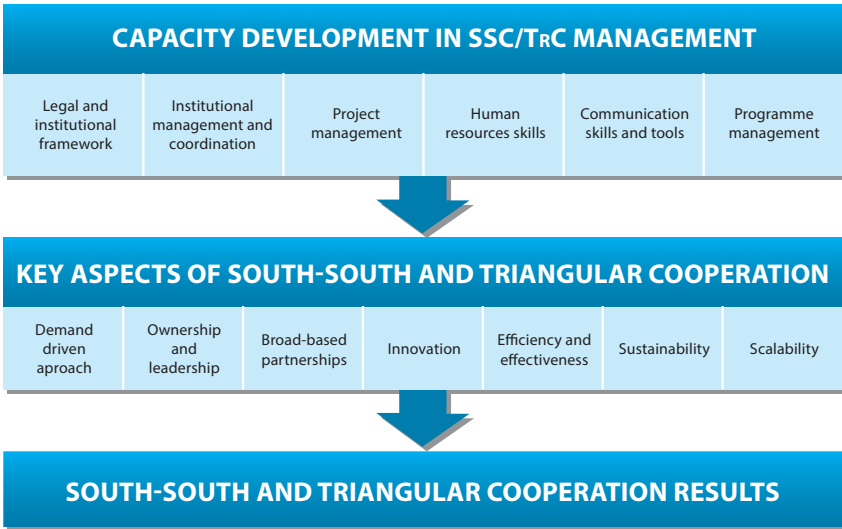 CAPACITY DEVELOPMENT IN SSC/TRC MANAGEMENT
Legal and
institutional
framework
Institutional
management and
coordination
Project
management
Human
resources skills
Communication
skills and tools
Programme
management
KEY ASPECTS OF SOUTH-SOUTH AND TRIANGULAR COOPERATION
Demand
driven
aproach
Ownership
and
leadership
Broad-based
partnerships
Innovation
Efficiency and
effectiveness
Sustainability
Scalability
SOUTH-SOUTH AND TRIANGULAR COOPERATION RESULTS